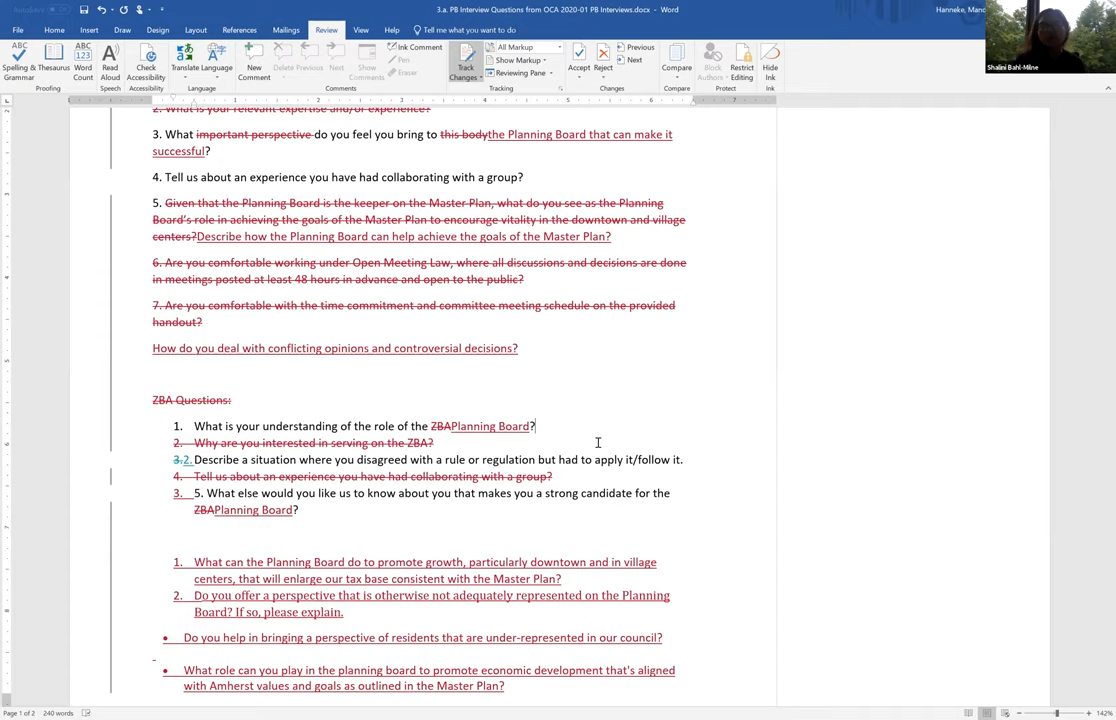 AutoSave
3.a. PB Interview Questions from OCA 2020-01 PB Interviews.docx - Word
Hanneke, Mand
File Home Insert Draw Design Layout References Mailings Review View Help Tell me what you want to do
Spelling & Grammar Thesaurus Word Count Read Aloud Check Accessibility Translate Language New Comment Delete Previous Next Show Comments Ink Comment Pen Eraser Track Changes All Markup Show Markup Reviewing Pane Accept Reject Previous Next Compare Block Authors Restrict Editing Hide Ink
Proofing Speech Accessibility Language Comments Tracking Changes Compare Protect Ink
Shalini Bahl-Milne
2. What is your relevant expertise and/or experience?
3. What important perspective do you feel you bring to this bodythe Planning Board that can make it
successful?
4. Tell us about an experience you have had collaborating with a group?
5. Given that the Planning Board is the keeper on the Master Plan, what do you see as the Planning
Board's role in achieving the goals of the Master Plan to encourage vitality in the downtown and village
centers?Describe how the Planning Board can help achieve the goals of the Master Plan?
6. Are you comfortable working under Open Meeting Law, where all discussions and decisions are done
in meetings posted at least 48 hours in advance and open to the public?
7. Are you comfortable with the time commitment and committee meeting schedule on the provided
handout?
How do you deal with conflicting opinions and controversial decisions?
ZBA Questions:
1. What is your understanding of the role of the ZBAPlanning Board?
2. Why are you interested in serving on the ZBA?
3.2. Describe a situation where you disagreed with a rule or regulation but had to apply it/follow it.
4. Tell us about an experience you have had collaborating with a group?
3. 5. What else would you like us to know about you that makes you a strong candidate for the
ZBAPlanning Board?
1. What can the Planning Board do to promote growth, particularly downtown and in village
centers, that will enlarge our tax base consistent with the Master Plan?
2. Do you offer a perspective that is otherwise not adequately represented on the Planning
Board? If so, please explain.
• Do you help in bringing a perspective of residents that are under-represented in our council?
• What role can you play in the planning board to promote economic development that's aligned
with Amherst values and goals as outlined in the Master Plan?
Page 1 of 2 240 words 142%